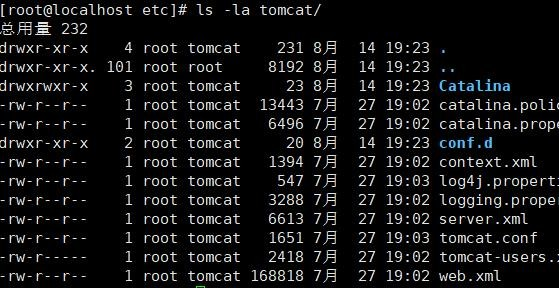 [root@localhost etc]# ls -la tomcat/
总用量 232
drwxr-xr-x 4 root tomcat 231 8月 14 19:23 .
drwxr-xr-x. 101 root root 8192 8月 14 19:23 ..
drwxrwxr-x 3 root tomcat 23 8月 14 19:23 Catalina
-rw-r--r-- 1 root tomcat 13443 7月 27 19:02 catalina.polic
-rw-r--r-- 1 root tomcat 6496 7月 27 19:02 catalina.prope
drwxr-xr-x 2 root tomcat 20 8月 14 19:23 conf.d
-rw-r--r-- 1 root tomcat 1394 7月 27 19:02 context.xml
-rw-r--r-- 1 root tomcat 547 7月 27 19:03 log4j.properti
-rw-r--r-- 1 root tomcat 3288 7月 27 19:02 logging.prope
-rw-r--r-- 1 root tomcat 6613 7月 27 19:02 server.xml
-rw-r--r-- 1 root tomcat 1651 7月 27 19:03 tomcat.conf
-rw-r----- 1 root tomcat 2418 7月 27 19:02 tomcat-users.x
-rw-r--r-- 1 root tomcat 168818 7月 27 19:02 web.xml